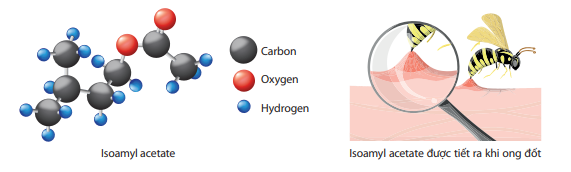 Carbon
Oxygen
Hydrogen
Isoamyl acetate
Isoamyl acetate được tiết ra khi ong đốt